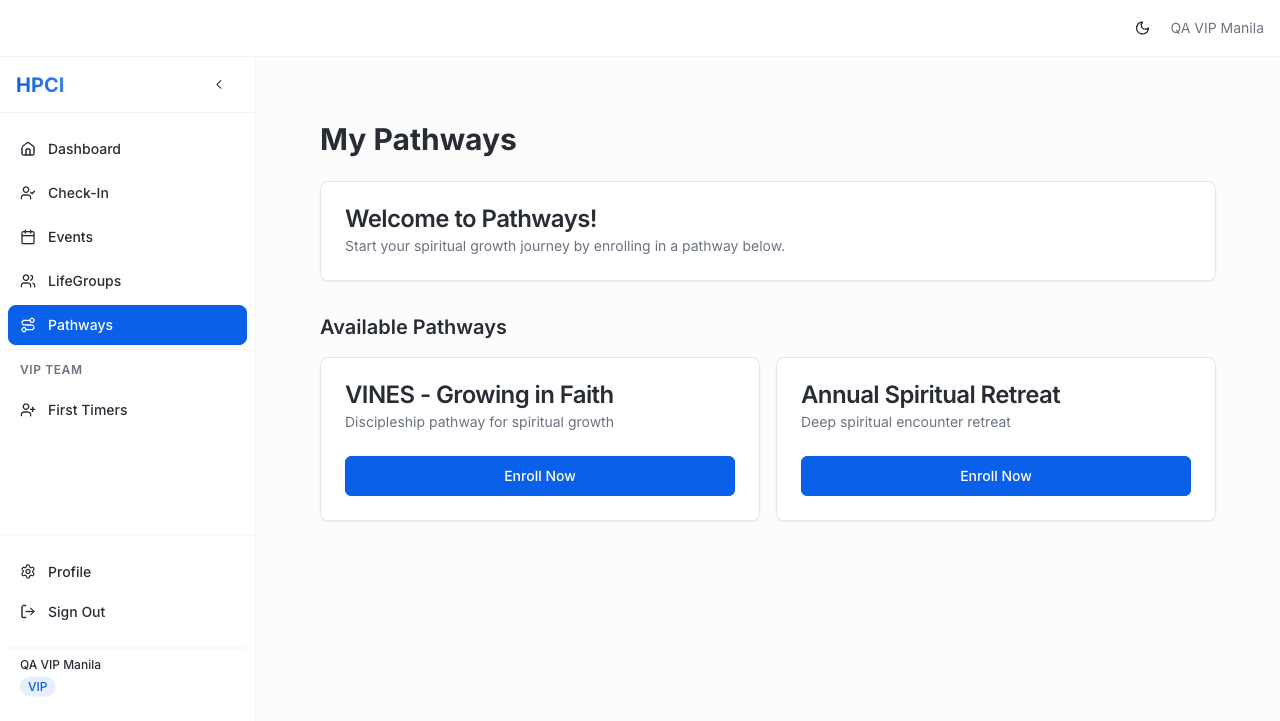 QA VIP Manila
HPCI
Dashboard
Check-In
Events
LifeGroups
Pathways
VIP TEAM
First Timers
Profile
Sign Out
QA VIP Manila
VIP
My Pathways
Welcome to Pathways!
Start your spiritual growth journey by enrolling in a pathway below.
Available Pathways
VINES - Growing in Faith
Discipleship pathway for spiritual growth
Enroll Now
Annual Spiritual Retreat
Deep spiritual encounter retreat
Enroll Now